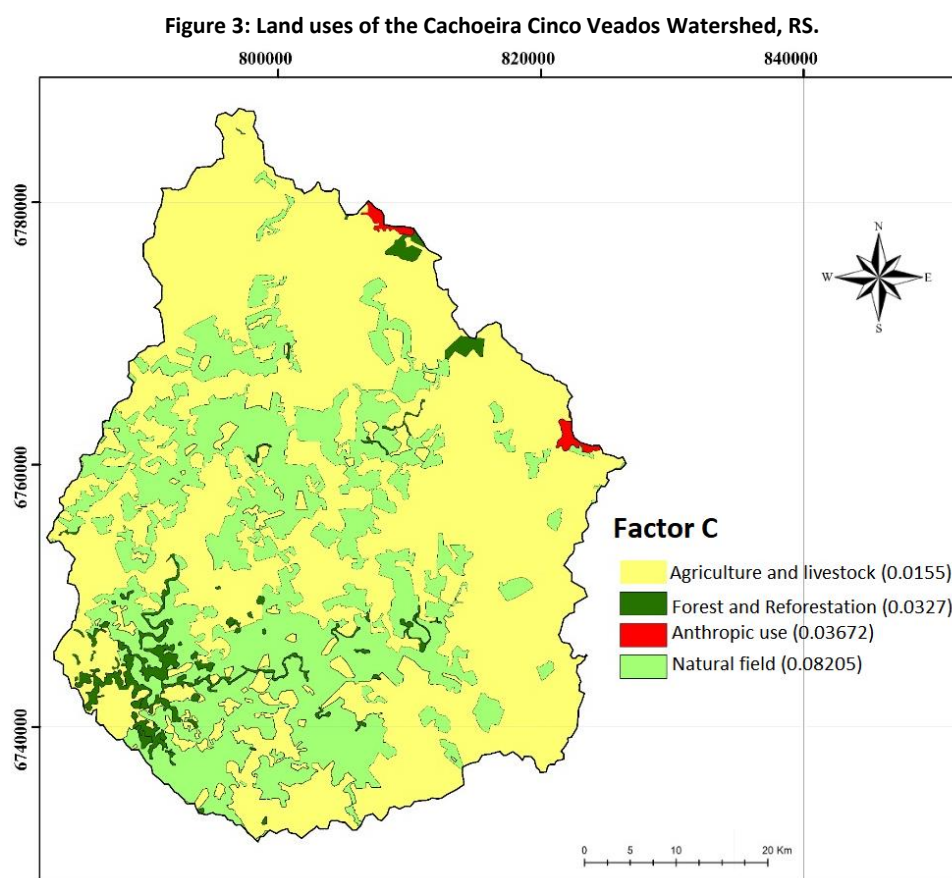 Figure 3: Land uses of the Cachoeira Cinco Veados Watershed, RS.
800000 820000 840000
6780000
6760000
6740000
N
W E
S
Factor C
Agriculture and livestock (0.0155)
Forest and Reforestation (0.0327)
Anthropic use (0.03672)
Natural field (0.08205)
0 5 10 20 Km